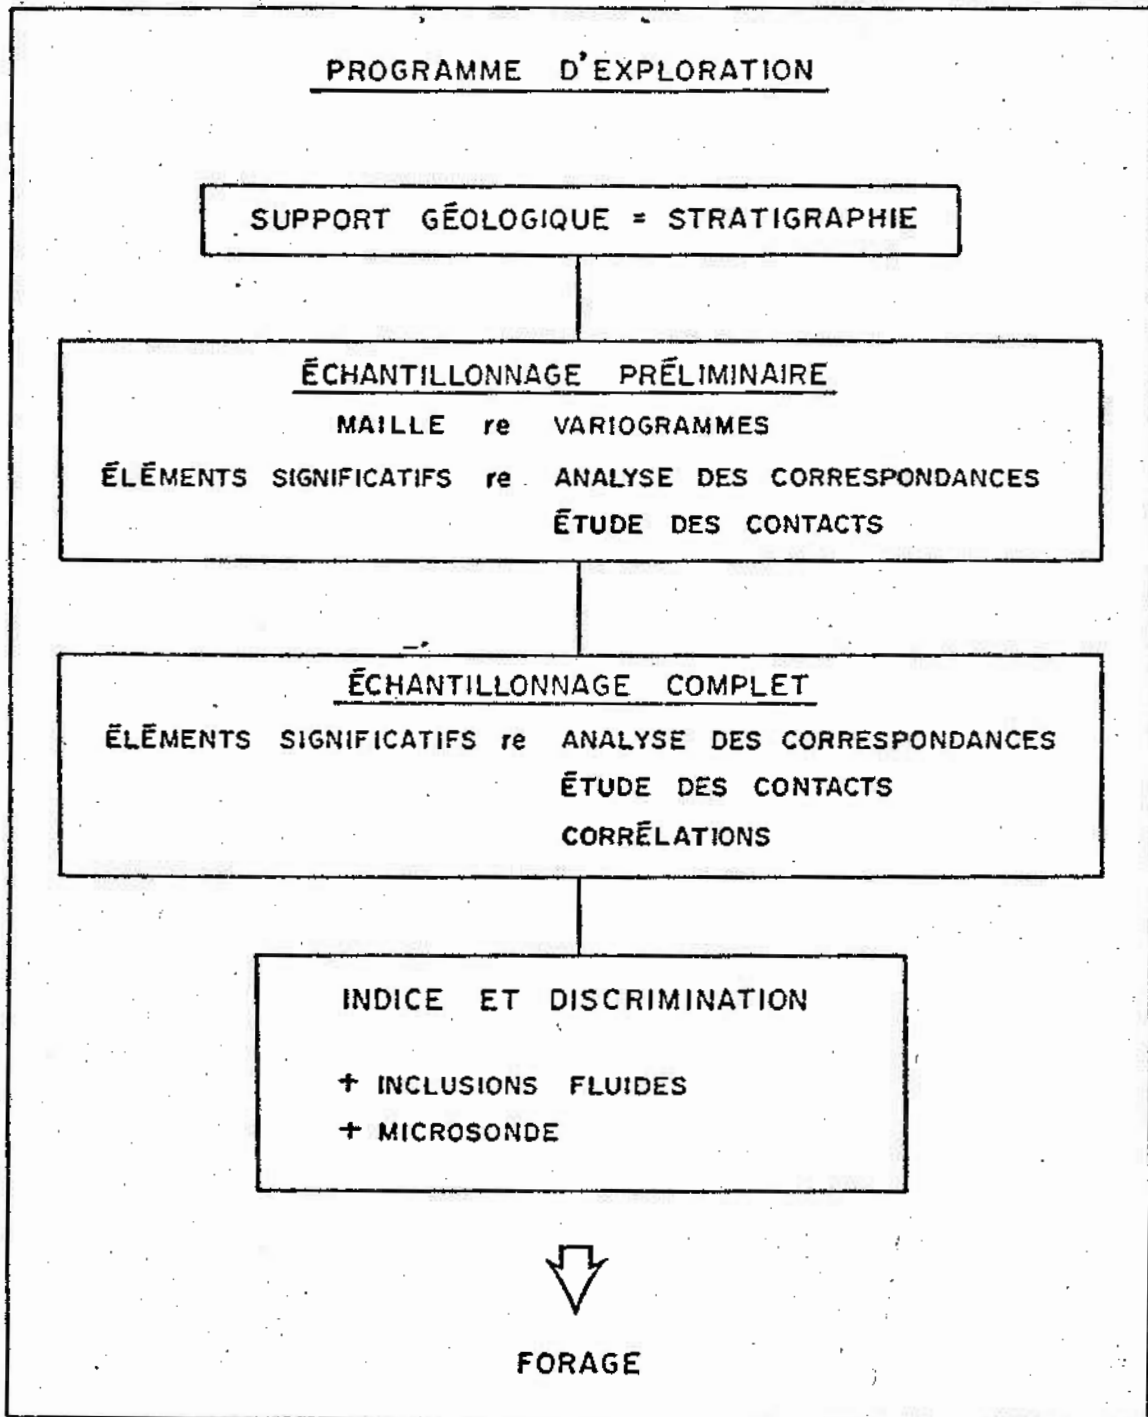 PROGRAMME D'EXPLORATION
SUPPORT GÉOLOGIQUE = STRATIGRAPHIE
ÉCHANTILLONNAGE PRÉLIMINAIRE
MAILLE re VARIOGRAMMES
ÉLÉMENTS SIGNIFICATIFS re ANALYSE DES CORRESPONDANCES
ÉTUDE DES CONTACTS
ÉCHANTILLONNAGE COMPLET
ÉLÉMENTS SIGNIFICATIFS re ANALYSE DES CORRESPONDANCES
ÉTUDE DES CONTACTS
CORRÉLATIONS
INDICE ET DISCRIMINATION
+ INCLUSIONS FLUIDES
+ MICROSONDE
FORAGE